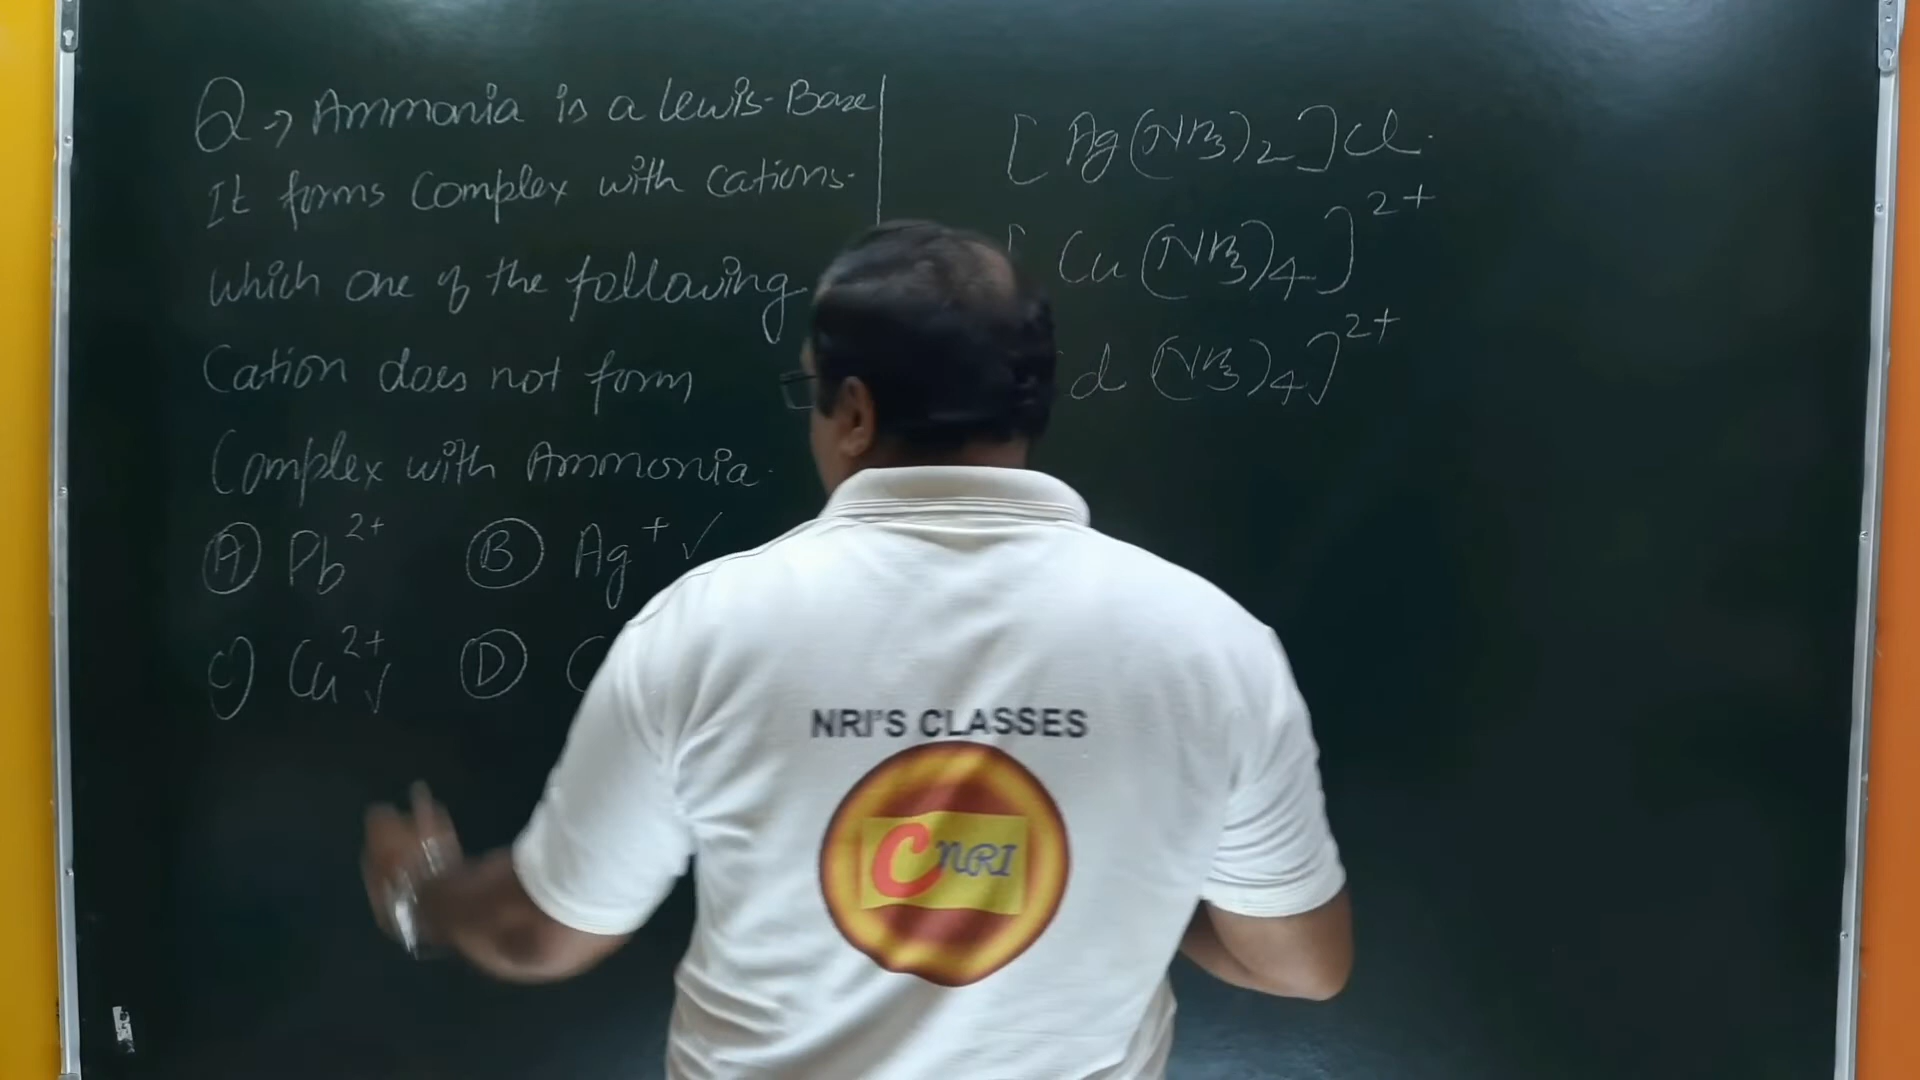 Q → Ammonia is a Lewis-Base
It forms Complex with Cations.
Which one of the following
Cation does not form
Complex with Ammonia.
(A) Pb²⁺ (B) Ag⁺ ✓
C) Cu²⁺ ✓ (D) C
[Ag(NH₃)₂]Cl.
[Cu(NH₃)₄]²⁺
d(NH₃)₄]²⁺
NRI'S CLASSES
CNRI